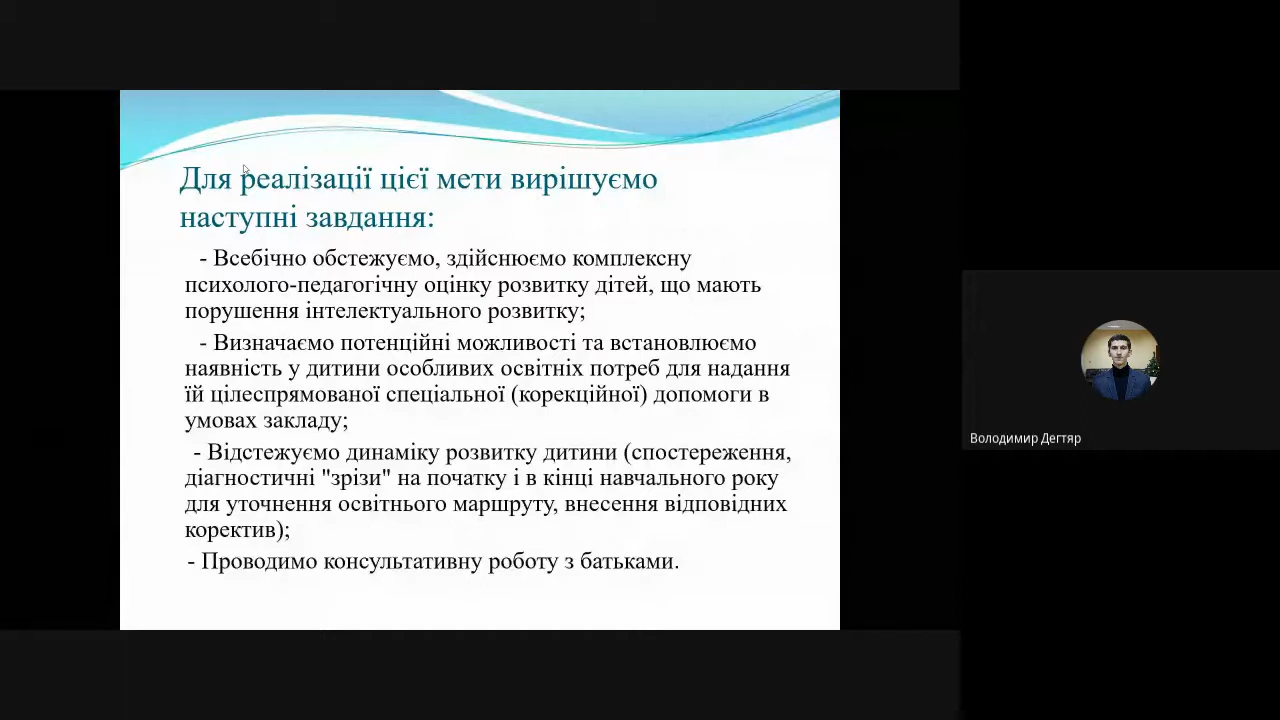 Для реалізації цієї мети вирішуємо
наступні завдання:
- Всебічно обстежуємо, здійснюємо комплексну
психолого-педагогічну оцінку розвитку дітей, що мають
порушення інтелектуального розвитку;
- Визначаємо потенційні можливості та встановлюємо
наявність у дитини особливих освітніх потреб для надання
їй цілеспрямованої спеціальної (корекційної) допомоги в
умовах закладу;
- Відстежуємо динаміку розвитку дитини (спостереження,
діагностичні "зрізи" на початку і в кінці навчального року
для уточнення освітнього маршруту, внесення відповідних
коректив);
- Проводимо консультативну роботу з батьками.
Володимир Дегтяр